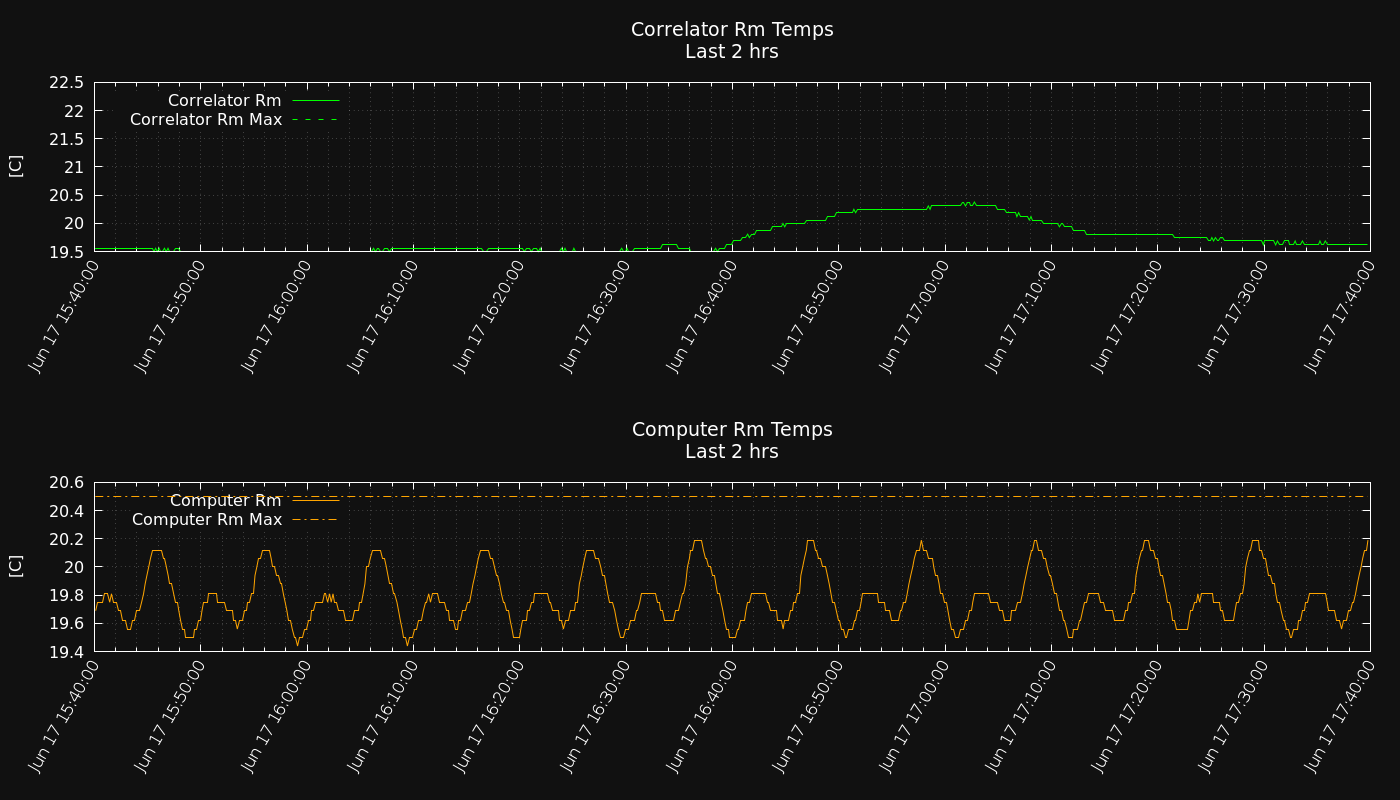 Correlator Rm Temps
Last 2 hrs
22.5
22
21.5
21
20.5
20
19.5
[C]
Correlator Rm
Correlator Rm Max
Jun 17 15:40:00
Jun 17 15:50:00
Jun 17 16:00:00
Jun 17 16:10:00
Jun 17 16:20:00
Jun 17 16:30:00
Jun 17 16:40:00
Jun 17 16:50:00
Jun 17 17:00:00
Jun 17 17:10:00
Jun 17 17:20:00
Jun 17 17:30:00
Jun 17 17:40:00
Computer Rm Temps
Last 2 hrs
20.6
20.4
20.2
20
19.8
19.6
19.4
[C]
Computer Rm
Computer Rm Max
Jun 17 15:40:00
Jun 17 15:50:00
Jun 17 16:00:00
Jun 17 16:10:00
Jun 17 16:20:00
Jun 17 16:30:00
Jun 17 16:40:00
Jun 17 16:50:00
Jun 17 17:00:00
Jun 17 17:10:00
Jun 17 17:20:00
Jun 17 17:30:00
Jun 17 17:40:00